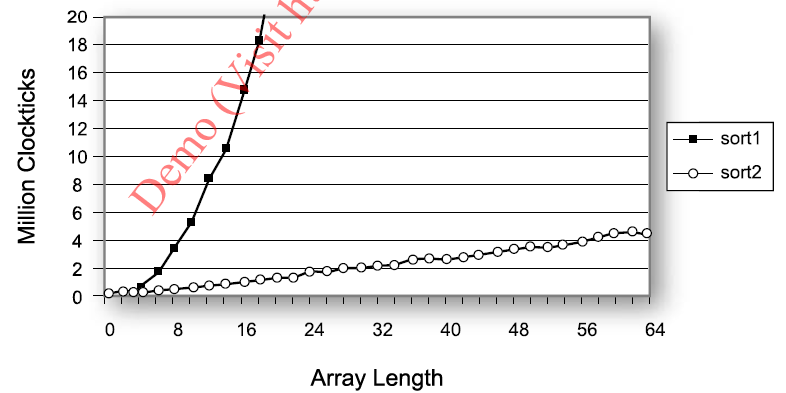 20
18
16
14
12
10
8
6
4
2
0
Million Clockticks
0 8 16 24 32 40 48 56 64
Array Length
sort1
sort2
Demo (Visit